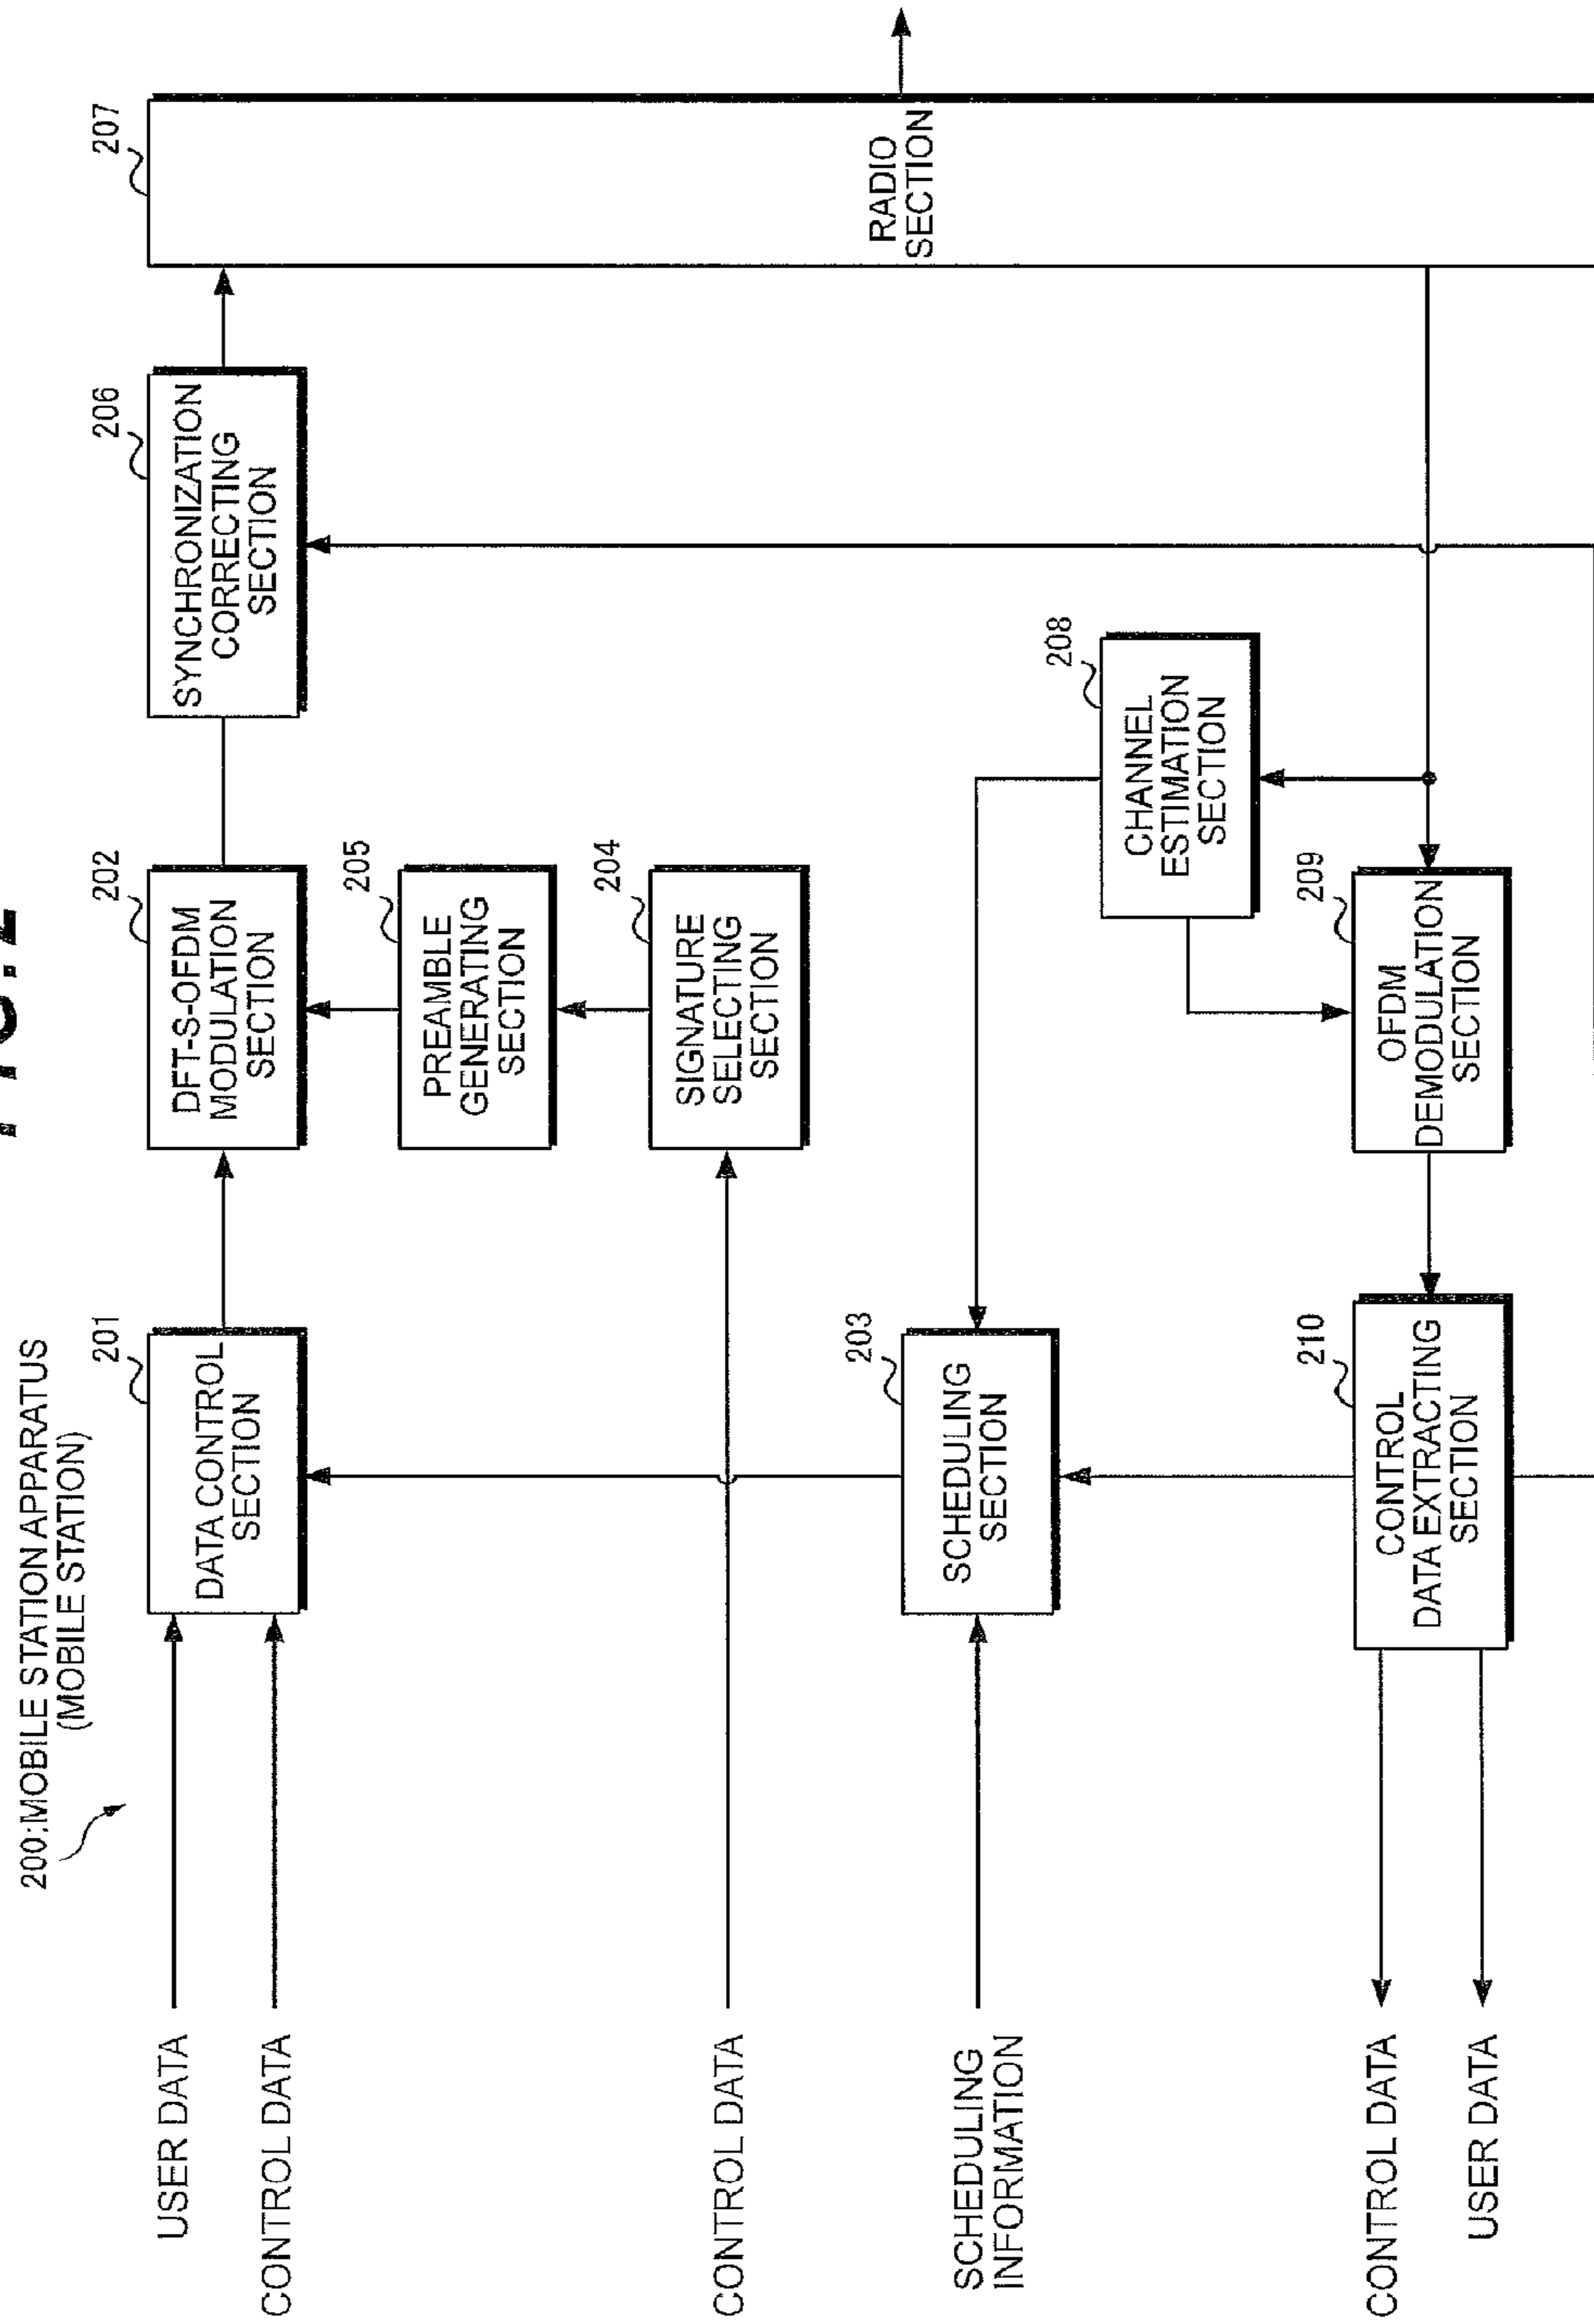 200:MOBILE STATION APPARATUS
(MOBILE STATION)
USER DATA
CONTROL DATA
201
DATA CONTROL
SECTION
202
DFT-S-OFDM
MODULATION
SECTION
206
SYNCHRONIZATION
CORRECTING
SECTION
207
RADIO
SECTION
205
PREAMBLE
GENERATING
SECTION
CONTROL DATA
204
SIGNATURE
SELECTING
SECTION
SCHEDULING
INFORMATION
203
SCHEDULING
SECTION
208
CHANNEL
ESTIMATION
SECTION
209
OFDM
DEMODULATION
SECTION
210
CONTROL
DATA EXTRACTING
SECTION
CONTROL DATA
USER DATA